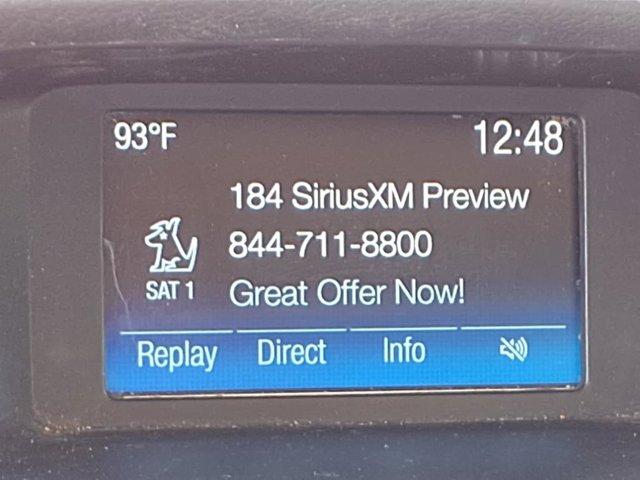 93°F 12:48
184 SiriusXM Preview
844-711-8800
SAT 1 Great Offer Now!
Replay Direct Info